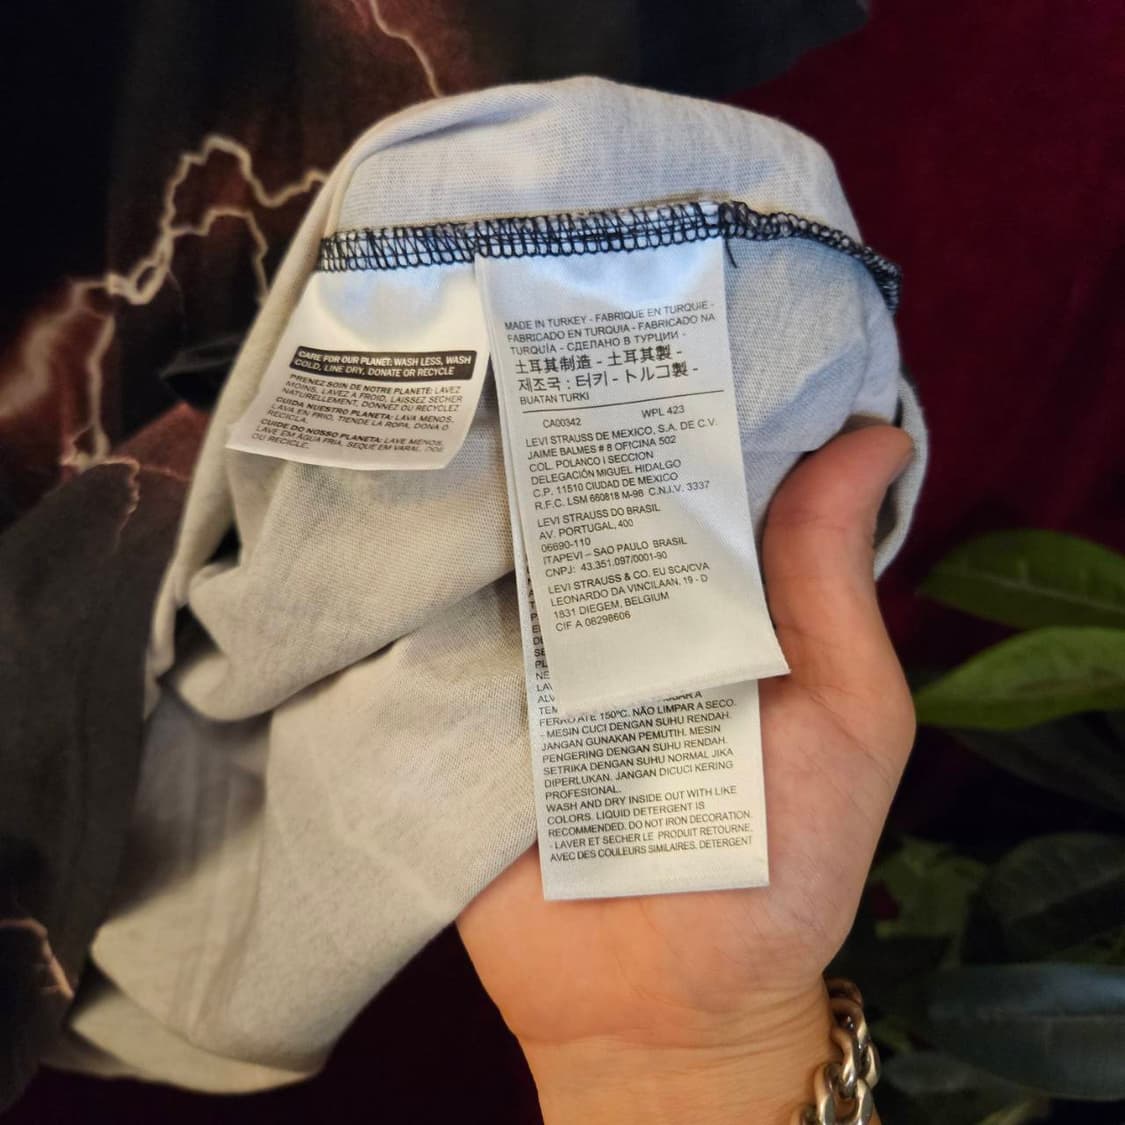 CARE FOR OUR PLANET: WASH LESS, WASH
COLD, LINE DRY, DONATE OR RECYCLE
PRENEZ SOIN DE NOTRE PLANETE: LAVEZ
MOINS, LAVEZ A FROID, LAISSEZ SECHER
NATURELLEMENT, DONNEZ OU RECYCLEZ
CUIDA NUESTRO PLANETA: LAVA MENOS,
LAVA EN FRIO, TIENDE LA ROPA, DONA O
RECICLA.
CUIDE DO NOSSO PLANETA: LAVE MENOS,
LAVE EM ÁGUA FRIA, SEQUE EM VARAL, DOE
OU RECICLE.
MADE IN TURKEY - FABRIQUE EN TURQUIE -
FABRICADO EN TURQUIA - FABRICADO NA
TURQUÍA - СДЕЛАНО В ТУРЦИИ -
土耳其制造 - 土耳其製 -
제조국 : 터키 - トルコ製 -
BUATAN TURKI
CA00342 WPL 423
LEVI STRAUSS DE MEXICO, S.A. DE C.V.
JAIME BALMES # 8 OFICINA 502
COL. POLANCO I SECCION
DELEGACIÓN MIGUEL HIDALGO
C.P. 11510 CIUDAD DE MEXICO
R.F.C. LSM 660818 M-96 C.N.I.V. 3337
LEVI STRAUSS DO BRASIL
AV. PORTUGAL, 400
06690-110
ITAPEVI – SAO PAULO BRASIL
CNPJ: 43.351.097/0001-90
LEVI STRAUSS & CO. EU SCA/CVA
LEONARDO DA VINCILAAN. 19 - D
1831 DIEGEM, BELGIUM
CIF A 08298606
FERRO ATE 150ºC. NÃO LIMPAR A SECO.
- MESIN CUCI DENGAN SUHU RENDAH.
JANGAN GUNAKAN PEMUTIH. MESIN
PENGERING DENGAN SUHU RENDAH.
SETRIKA DENGAN SUHU NORMAL JIKA
DIPERLUKAN. JANGAN DICUCI KERING
PROFESIONAL.
WASH AND DRY INSIDE OUT WITH LIKE
COLORS. LIQUID DETERGENT IS
RECOMMENDED. DO NOT IRON DECORATION.
- LAVER ET SECHER LE PRODUIT RETOURNE,
AVEC DES COULEURS SIMILAIRES. DETERGENT